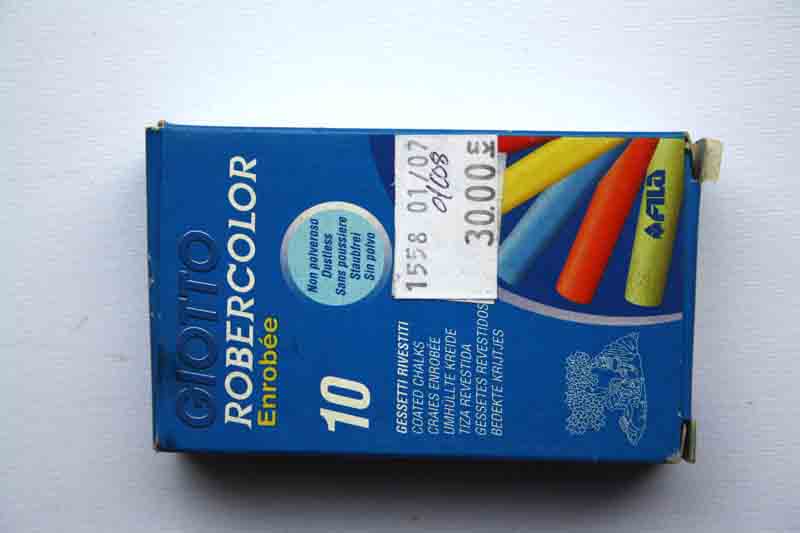 GIOTTO
ROBERCOLOR
Enrobée
Non polveroso
Dustless
Sans poussiere
Staubfrei
Sin polvo
10
GESSETTI RIVESTITI
COATED CHALKS
CRAIES ENROBÉE
UMHÜLLTE KREIDE
TIZA REVESTIDA
GESSETES REVESTIDOS
BEDEKTE KRIJTJES
1558 01/07
30.00
FILA